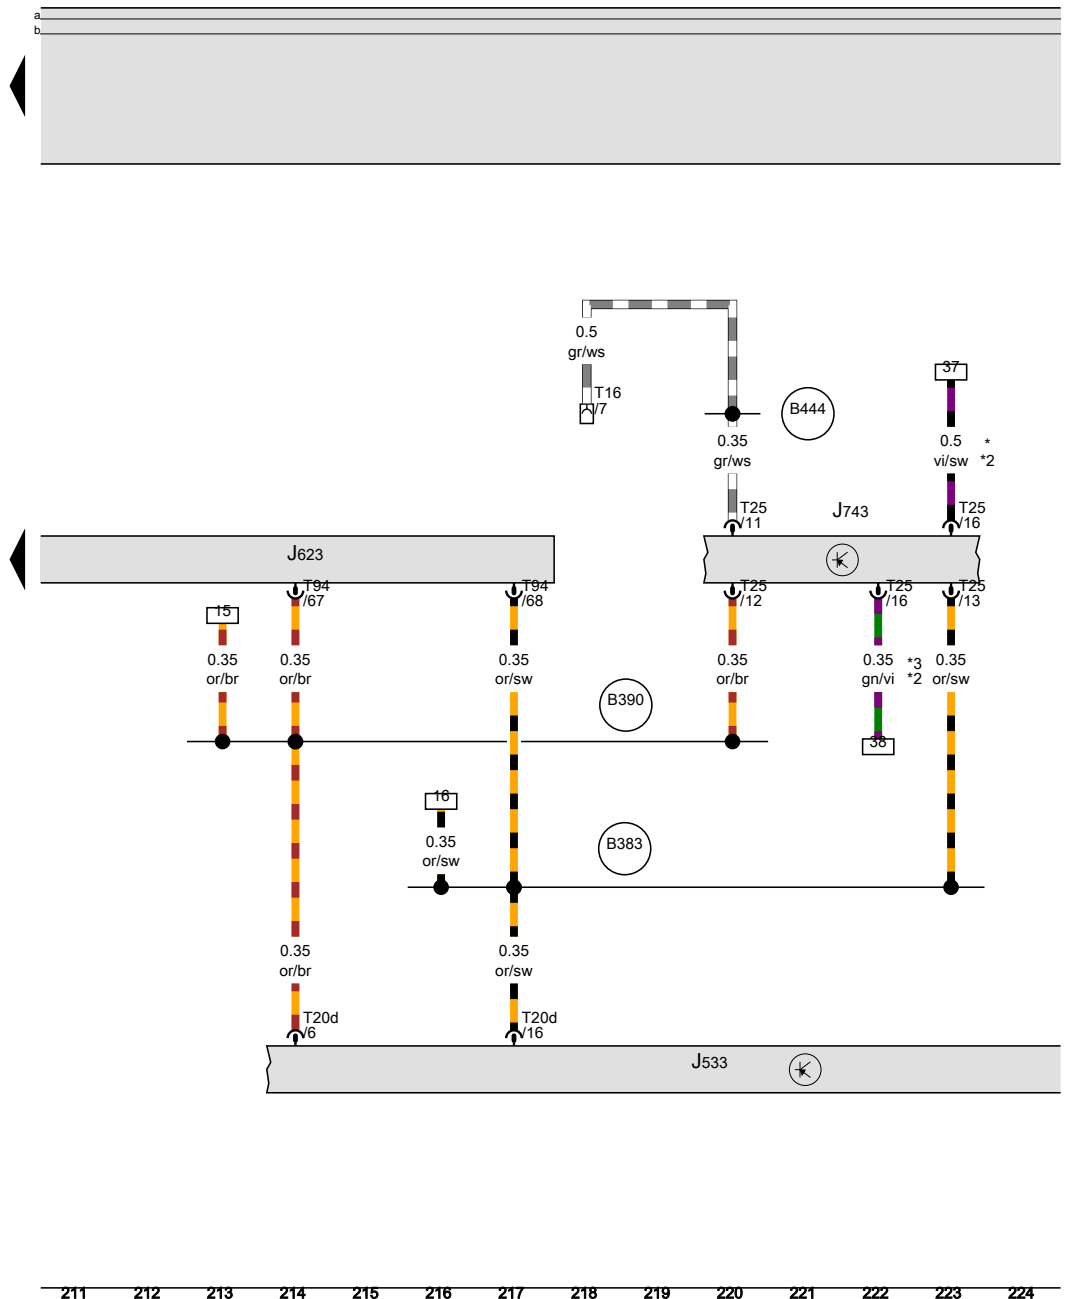 a
b
0.5
gr/ws
T16
/7
B444
37
0.35
gr/ws
0.5
vi/sw
*
*2
T25
/11
J743
T25
/16
J623
T94
/67
T94
/68
T25
/12
T25
/16
T25
/13
15
0.35
or/br
0.35
or/br
0.35
or/sw
0.35
or/br
0.35
gn/vi
*3
*2
0.35
or/sw
B390
38
16
0.35
or/sw
B383
0.35
or/br
0.35
or/sw
T20d
/6
T20d
/16
J533
211 212 213 214 215 216 217 218 219 220 221 222 223 224